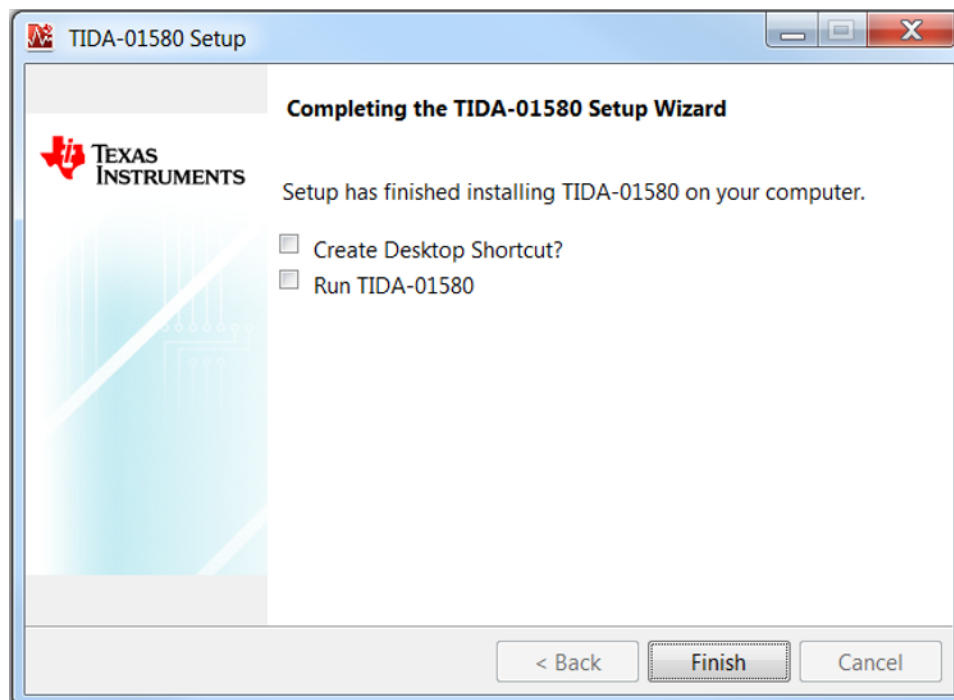 TIDA-01580 Setup
Completing the TIDA-01580 Setup Wizard
TEXAS
INSTRUMENTS
Setup has finished installing TIDA-01580 on your computer.
Create Desktop Shortcut?
Run TIDA-01580
< Back
Finish
Cancel